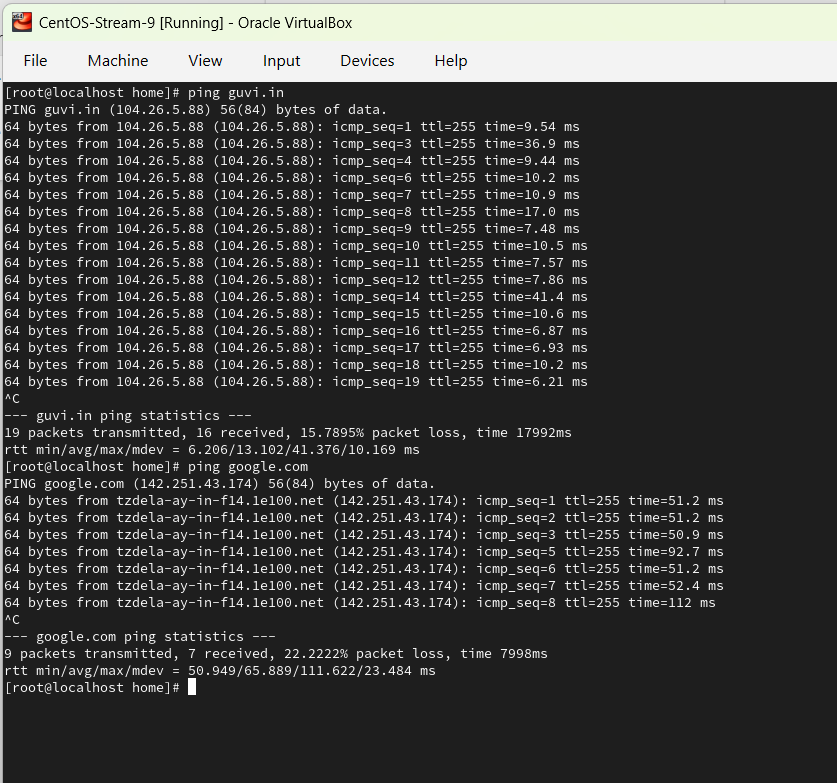 CentOS-Stream-9 [Running] - Oracle VirtualBox
File Machine View Input Devices Help
[root@localhost home]# ping guvi.in
PING guvi.in (104.26.5.88) 56(84) bytes of data.
64 bytes from 104.26.5.88 (104.26.5.88): icmp_seq=1 ttl=255 time=9.54 ms
64 bytes from 104.26.5.88 (104.26.5.88): icmp_seq=3 ttl=255 time=36.9 ms
64 bytes from 104.26.5.88 (104.26.5.88): icmp_seq=4 ttl=255 time=9.44 ms
64 bytes from 104.26.5.88 (104.26.5.88): icmp_seq=6 ttl=255 time=10.2 ms
64 bytes from 104.26.5.88 (104.26.5.88): icmp_seq=7 ttl=255 time=10.9 ms
64 bytes from 104.26.5.88 (104.26.5.88): icmp_seq=8 ttl=255 time=17.0 ms
64 bytes from 104.26.5.88 (104.26.5.88): icmp_seq=9 ttl=255 time=7.48 ms
64 bytes from 104.26.5.88 (104.26.5.88): icmp_seq=10 ttl=255 time=10.5 ms
64 bytes from 104.26.5.88 (104.26.5.88): icmp_seq=11 ttl=255 time=7.57 ms
64 bytes from 104.26.5.88 (104.26.5.88): icmp_seq=12 ttl=255 time=7.86 ms
64 bytes from 104.26.5.88 (104.26.5.88): icmp_seq=14 ttl=255 time=41.4 ms
64 bytes from 104.26.5.88 (104.26.5.88): icmp_seq=15 ttl=255 time=10.6 ms
64 bytes from 104.26.5.88 (104.26.5.88): icmp_seq=16 ttl=255 time=6.87 ms
64 bytes from 104.26.5.88 (104.26.5.88): icmp_seq=17 ttl=255 time=6.93 ms
64 bytes from 104.26.5.88 (104.26.5.88): icmp_seq=18 ttl=255 time=10.2 ms
64 bytes from 104.26.5.88 (104.26.5.88): icmp_seq=19 ttl=255 time=6.21 ms
^C
--- guvi.in ping statistics ---
19 packets transmitted, 16 received, 15.7895% packet loss, time 17992ms
rtt min/avg/max/mdev = 6.206/13.102/41.376/10.169 ms
[root@localhost home]# ping google.com
PING google.com (142.251.43.174) 56(84) bytes of data.
64 bytes from tzdela-ay-in-f14.1e100.net (142.251.43.174): icmp_seq=1 ttl=255 time=51.2 ms
64 bytes from tzdela-ay-in-f14.1e100.net (142.251.43.174): icmp_seq=2 ttl=255 time=51.2 ms
64 bytes from tzdela-ay-in-f14.1e100.net (142.251.43.174): icmp_seq=3 ttl=255 time=50.9 ms
64 bytes from tzdela-ay-in-f14.1e100.net (142.251.43.174): icmp_seq=5 ttl=255 time=92.7 ms
64 bytes from tzdela-ay-in-f14.1e100.net (142.251.43.174): icmp_seq=6 ttl=255 time=51.2 ms
64 bytes from tzdela-ay-in-f14.1e100.net (142.251.43.174): icmp_seq=7 ttl=255 time=52.4 ms
64 bytes from tzdela-ay-in-f14.1e100.net (142.251.43.174): icmp_seq=8 ttl=255 time=112 ms
^C
--- google.com ping statistics ---
9 packets transmitted, 7 received, 22.2222% packet loss, time 7998ms
rtt min/avg/max/mdev = 50.949/65.889/111.622/23.484 ms
[root@localhost home]#